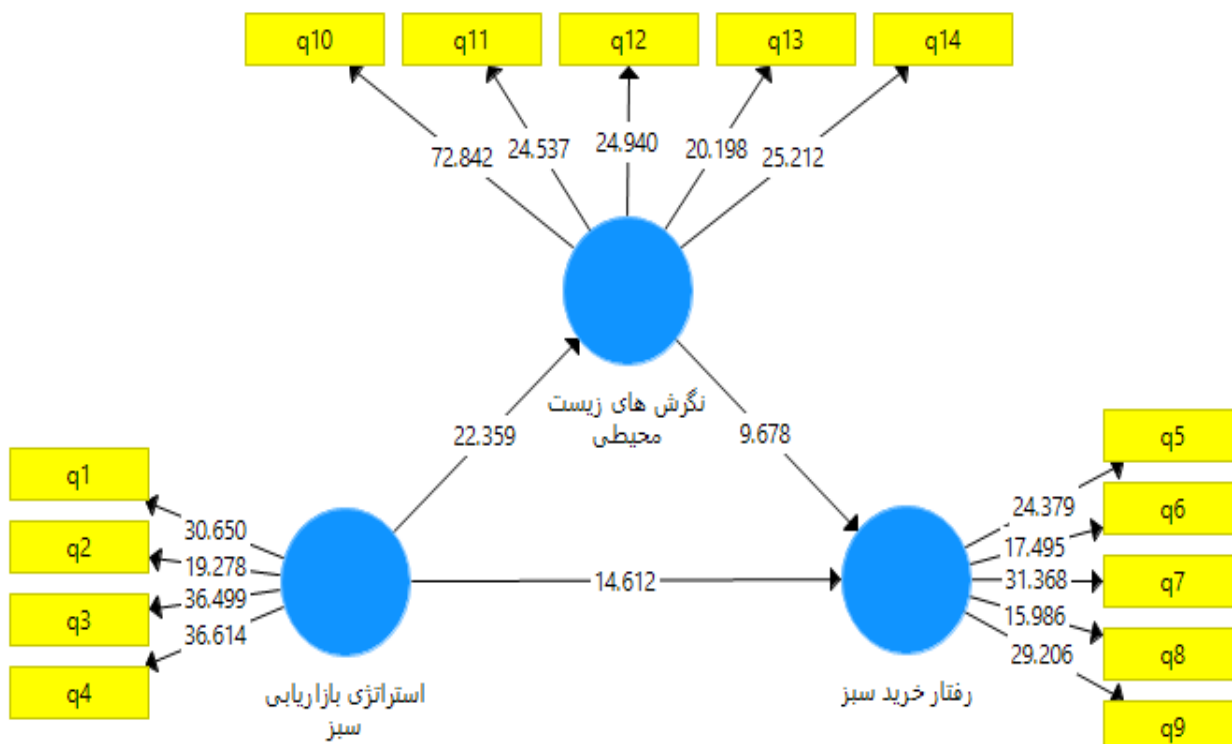 q10
q11
q12
q13
q14
72.842
24.537
24.940
20.198
25.212
نگرش های زیست
محیطی
22.359
9.678
q1
q2
q3
q4
30.650
19.278
36.499
36.614
14.612
استراتژی بازاریابی
سبز
رفتار خرید سبز
24.379
17.495
31.368
15.986
29.206
q5
q6
q7
q8
q9